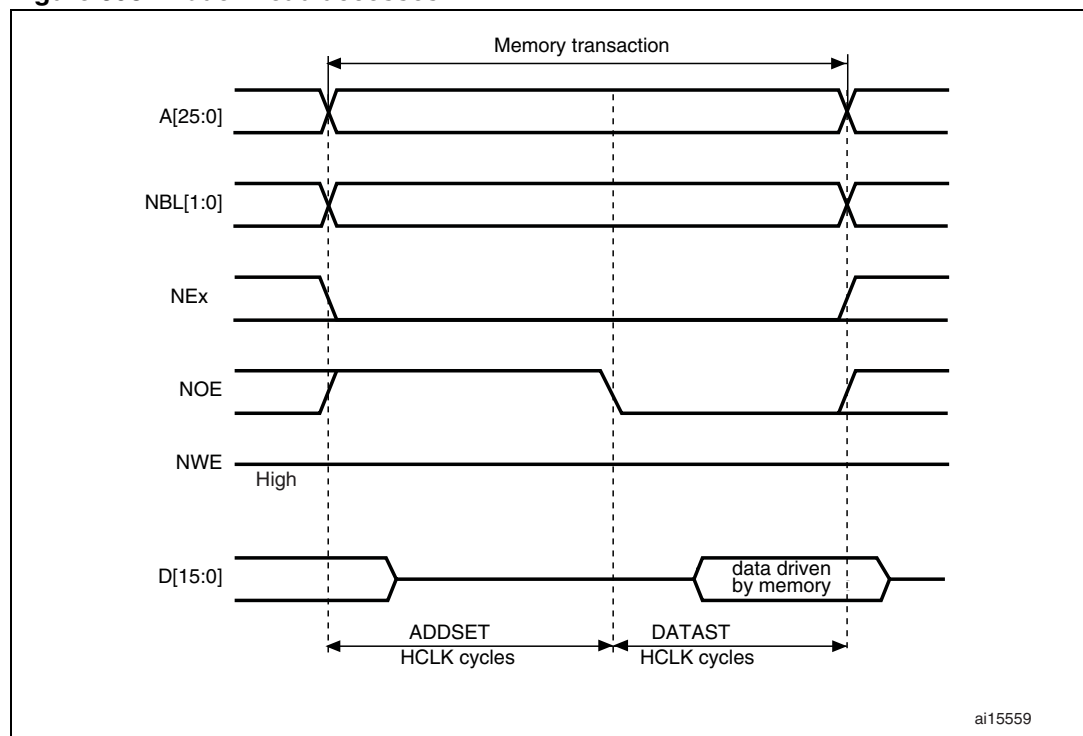 Memory transaction
A[25:0]
NBL[1:0]
NEx
NOE
NWE
High
D[15:0]
data driven
by memory
ADDSET
HCLK cycles
DATAST
HCLK cycles
ai15559